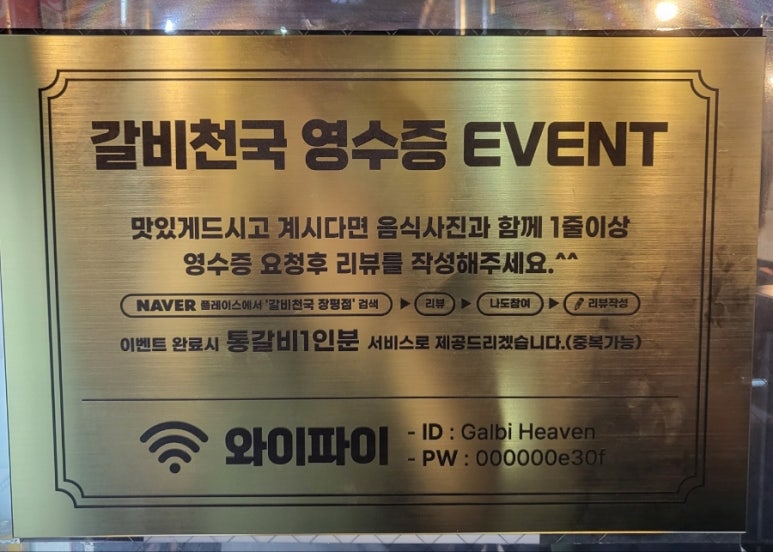 갈비천국 영수증 EVENT
맛있게드시고 계시다면 음식사진과 함께 1줄이상
영수증 요청후 리뷰를 작성해주세요.^^
NAVER 플레이스에서 '갈비천국 장평점' 검색 ▶ 리뷰 ▶ 나도참여 ▶ 리뷰작성
이벤트 완료시 통갈비1인분 서비스로 제공드리겠습니다.(중복가능)
와이파이
- ID : Galbi Heaven
- PW : 000000e30f